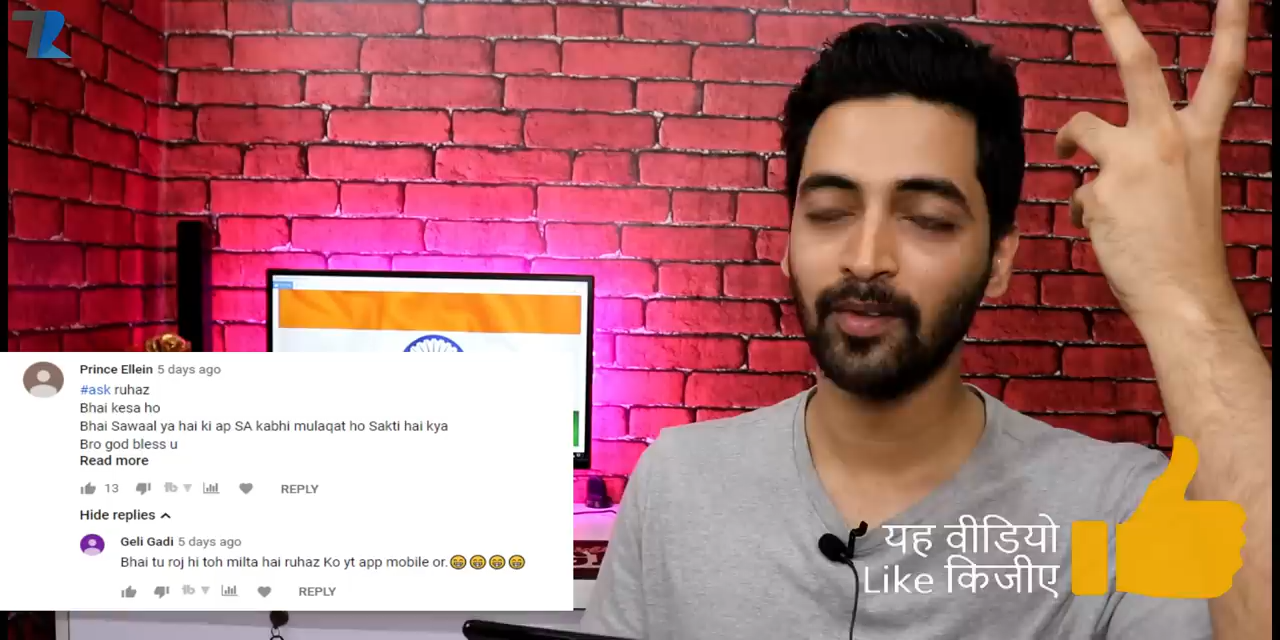 Prince Ellein 5 days ago
#ask ruhaz
Bhai kesa ho
Bhai Sawaal ya hai ki ap SA kabhi mulaqat ho Sakti hai kya
Bro god bless u
Read more
13 REPLY
Hide replies
Geli Gadi 5 days ago
Bhai tu roj hi toh milta hai ruhaz Ko yt app mobile or.😁😁😁😁
REPLY
यह वीडियो
Like किजीए